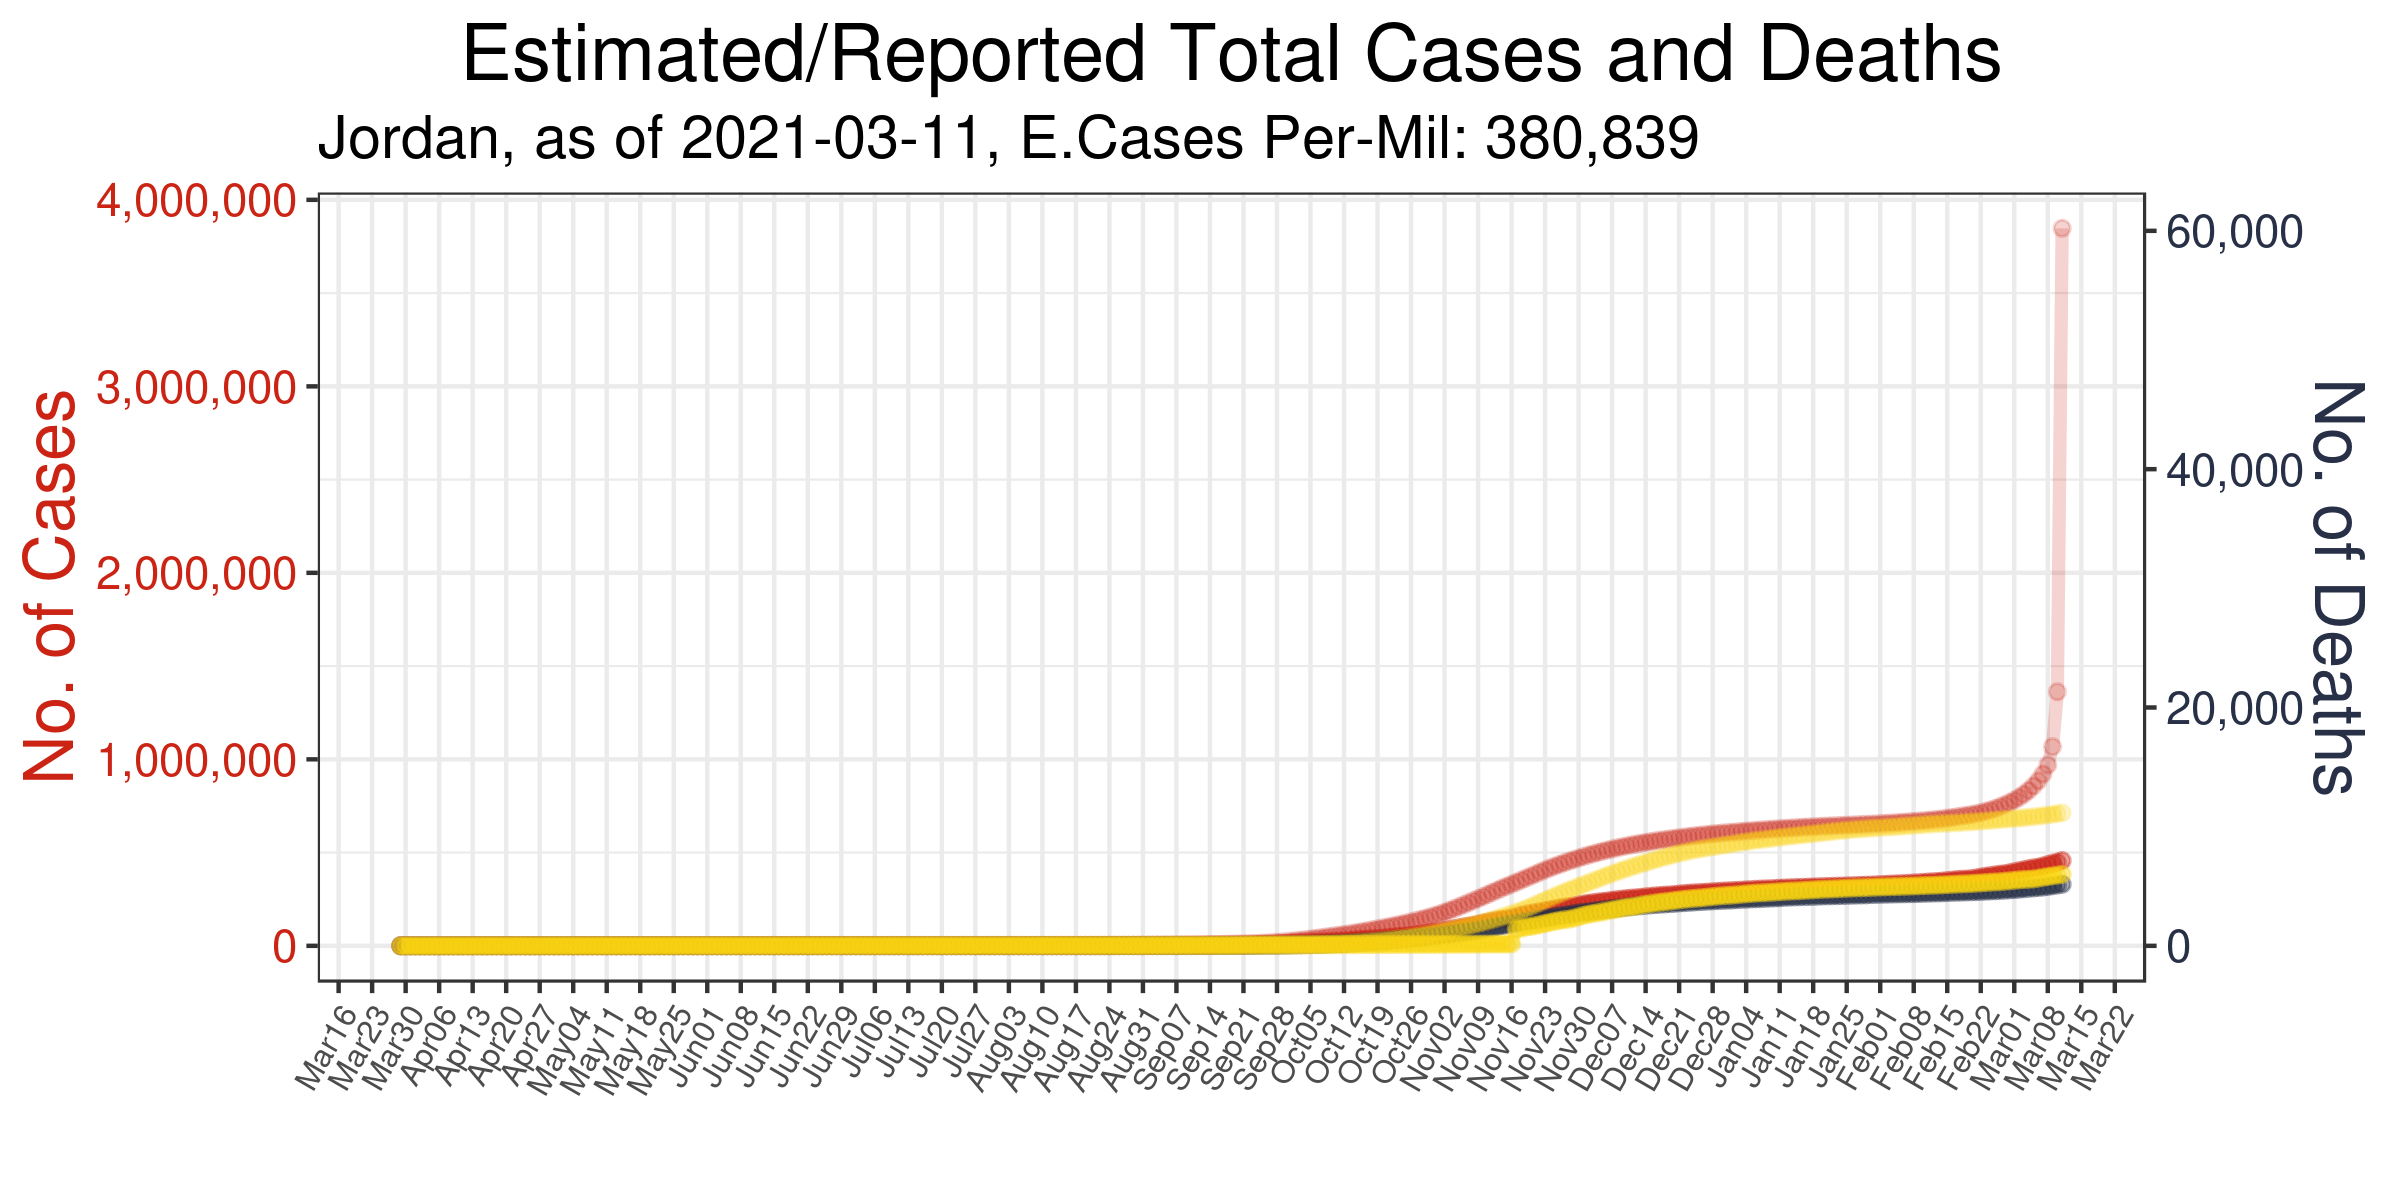 Estimated/Reported Total Cases and Deaths
Jordan, as of 2021-03-11, E.Cases Per-Mil: 380,839
No. of Cases
4,000,000
3,000,000
2,000,000
1,000,000
0
60,000
40,000
20,000
0
No. of Deaths
Mar16
Mar23
Mar30
Apr06
Apr13
Apr20
Apr27
May04
May11
May18
May25
Jun01
Jun08
Jun15
Jun22
Jun29
Jul06
Jul13
Jul20
Jul27
Aug03
Aug10
Aug17
Aug24
Aug31
Sep07
Sep14
Sep21
Sep28
Oct05
Oct12
Oct19
Oct26
Nov02
Nov09
Nov16
Nov23
Nov30
Dec07
Dec14
Dec21
Dec28
Jan04
Jan11
Jan18
Jan25
Feb01
Feb08
Feb15
Feb22
Mar01
Mar08
Mar15
Mar22